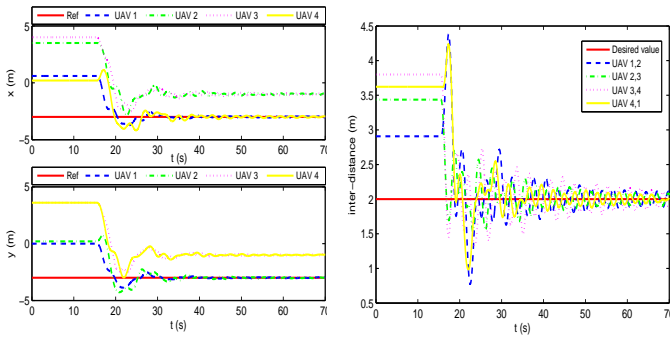 Ref UAV 1 UAV 2 UAV 3 UAV 4
5
0
−5
x (m)
0 10 20 30 40 50 60 70
t (s)
Ref UAV 1 UAV 2 UAV 3 UAV 4
5
0
−5
y (m)
0 10 20 30 40 50 60 70
t (s)
4.5
4
3.5
3
2.5
2
1.5
1
0.5
inter−distance (m)
Desired value
UAV 1,2
UAV 2,3
UAV 3,4
UAV 4,1
0 10 20 30 40 50 60 70
t (s)